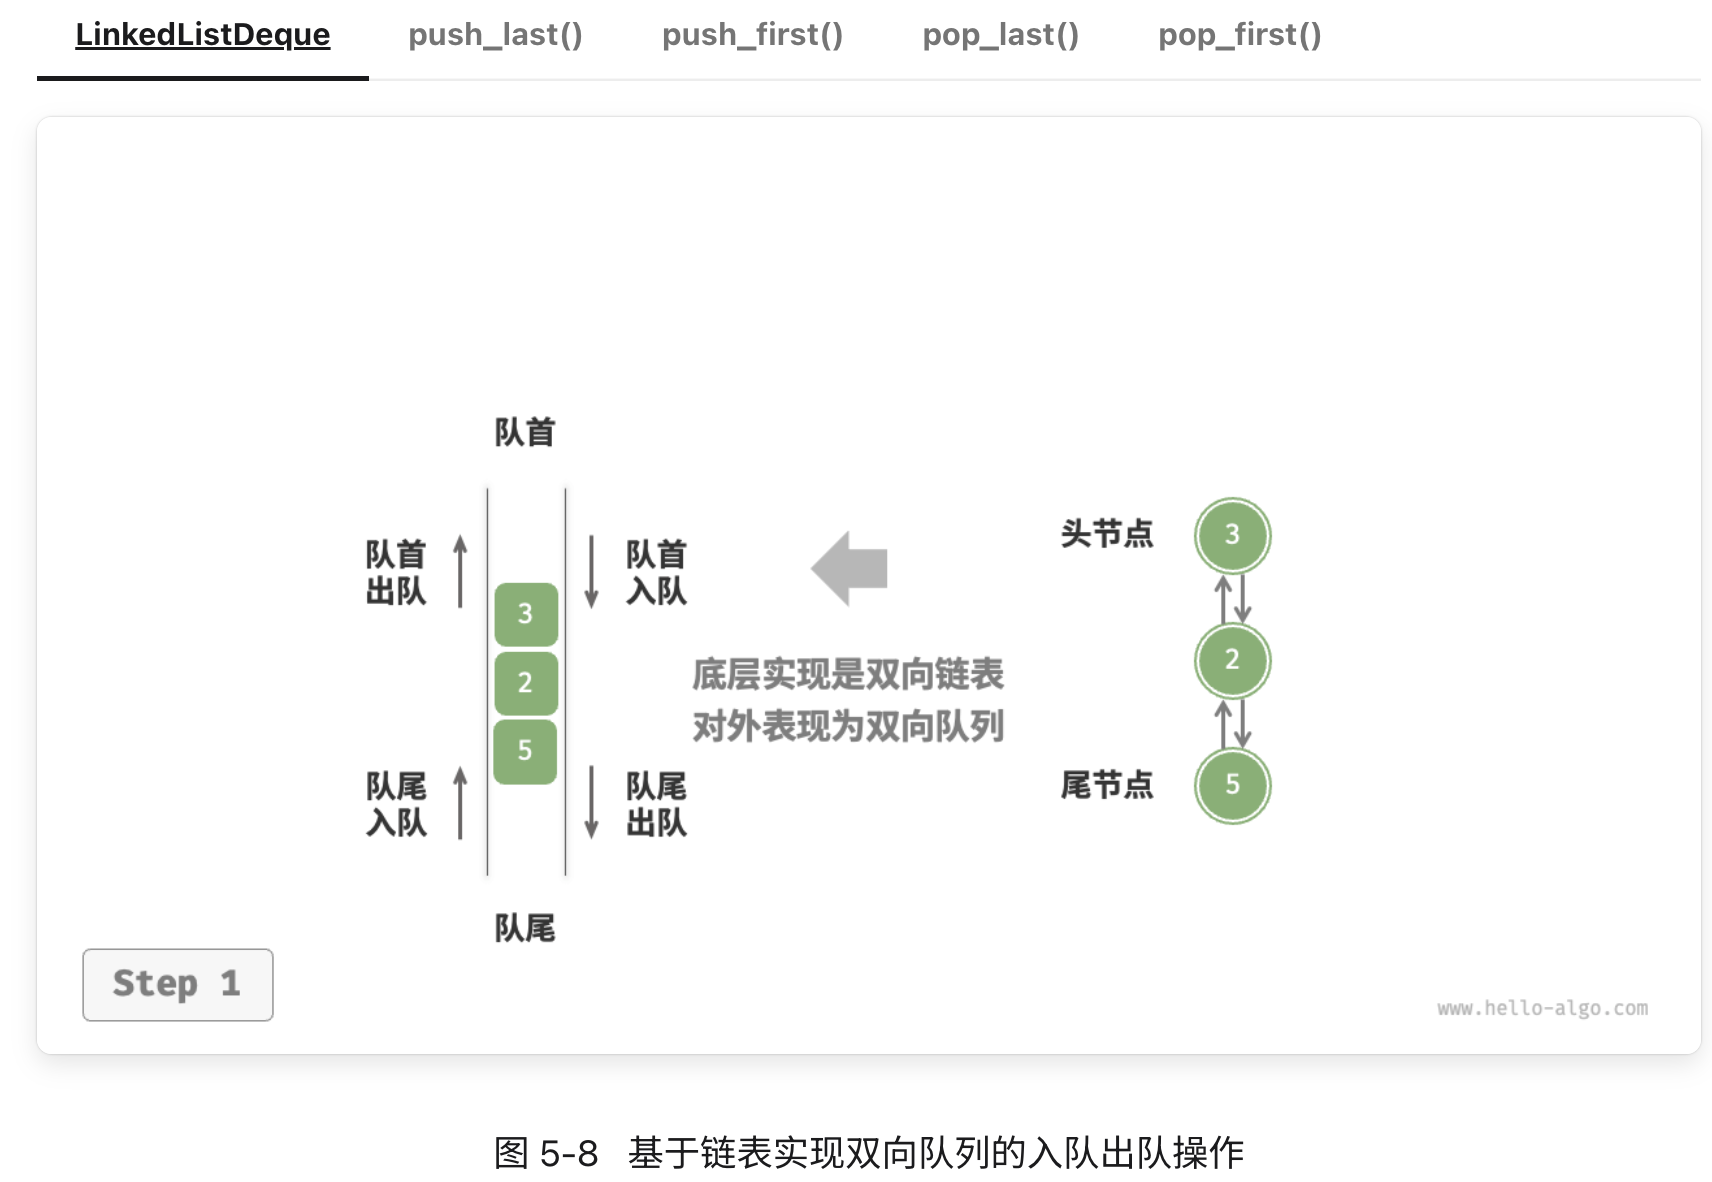 LinkedListDeque push_last() push_first() pop_last() pop_first()
队首
队首
出队
队首
入队
3
2
5
队尾
入队
队尾
出队
队尾
底层实现是双向链表
对外表现为双向队列
头节点
3
2
尾节点
5
Step 1
www.hello-algo.com
图 5-8 基于链表实现双向队列的入队出队操作